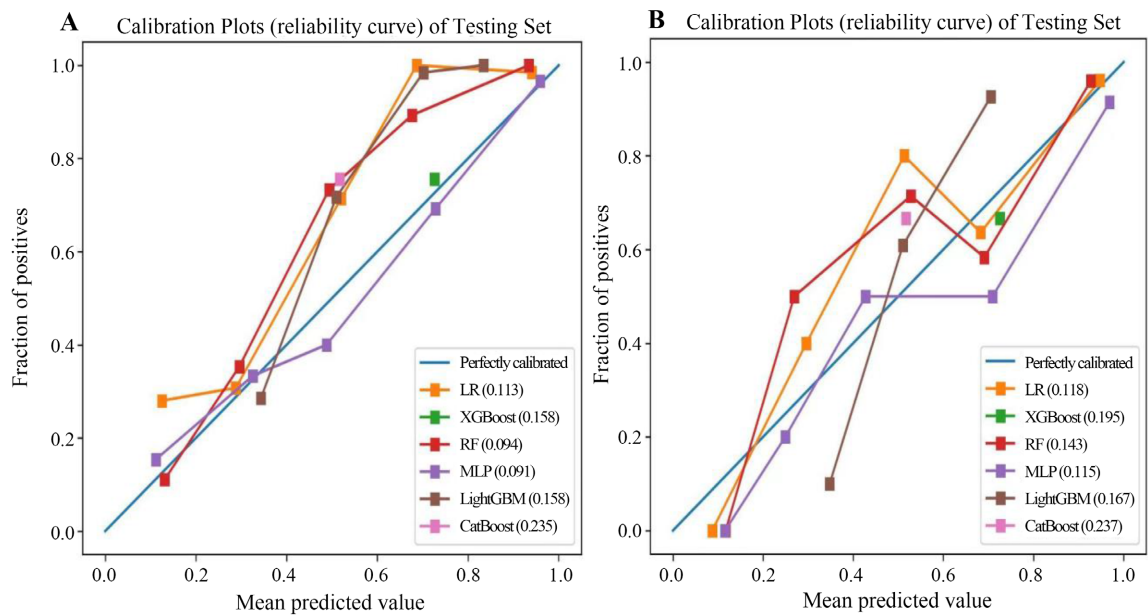 A
Calibration Plots (reliability curve) of Testing Set
Fraction of positives
1.0
0.8
0.6
0.4
0.2
0.0
Perfectly calibrated
LR (0.113)
XGBoost (0.158)
RF (0.094)
MLP (0.091)
LightGBM (0.158)
CatBoost (0.235)
0.0 0.2 0.4 0.6 0.8 1.0
Mean predicted value
B
Calibration Plots (reliability curve) of Testing Set
Fraction of positives
1.0
0.8
0.6
0.4
0.2
0.0
Perfectly calibrated
LR (0.118)
XGBoost (0.195)
RF (0.143)
MLP (0.115)
LightGBM (0.167)
CatBoost (0.237)
0.0 0.2 0.4 0.6 0.8 1.0
Mean predicted value